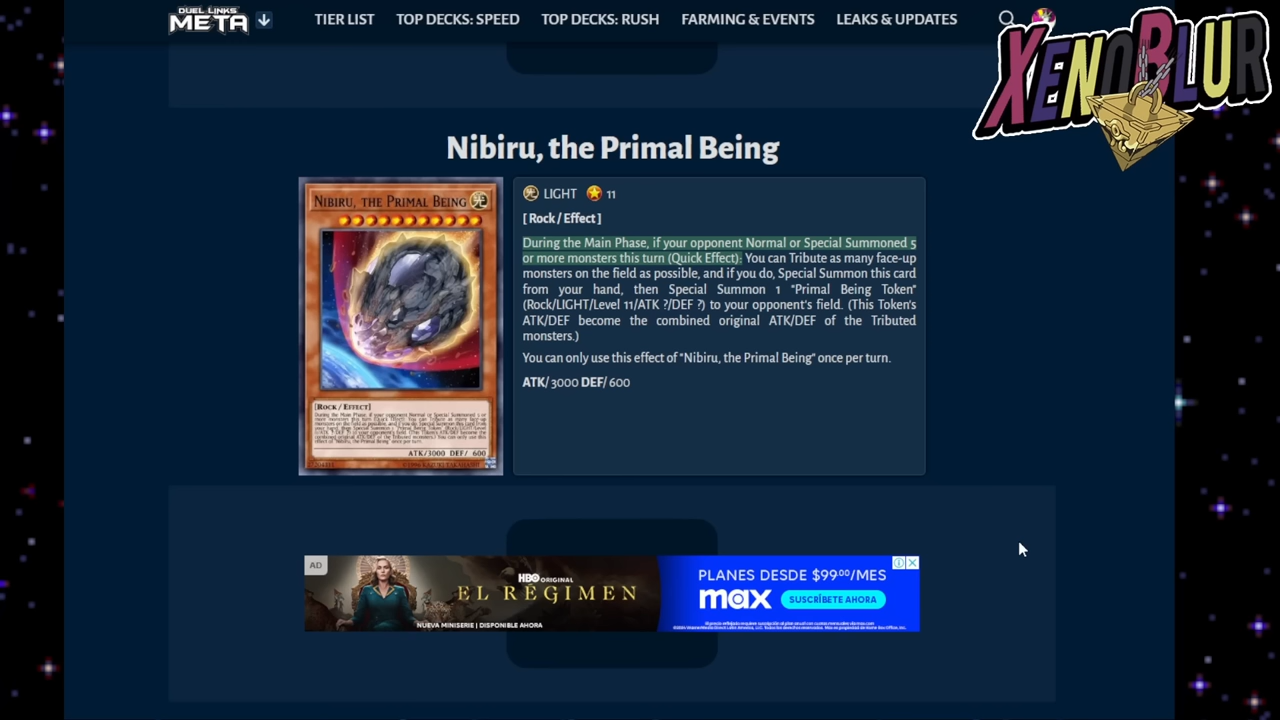 DUEL LINKS
META
TIER LIST
TOP DECKS: SPEED
TOP DECKS: RUSH
FARMING & EVENTS
LEAKS & UPDATES
XENOBLUR
Nibiru, the Primal Being
NIBIRU, THE PRIMAL BEING
[ROCK / EFFECT]
ATK/3000 DEF/ 600
LIGHT 11
[ Rock / Effect ]
During the Main Phase, if your opponent Normal or Special Summoned 5
or more monsters this turn (Quick Effect): You can Tribute as many face-up
monsters on the field as possible, and if you do, Special Summon this card
from your hand, then Special Summon 1 "Primal Being Token"
(Rock/LIGHT/Level 11/ATK ?/DEF ?) to your opponent's field. (This Token's
ATK/DEF become the combined original ATK/DEF of the Tributed
monsters.)
You can only use this effect of "Nibiru, the Primal Being" once per turn.
ATK/ 3000 DEF/ 600
AD
HBO ORIGINAL
EL RÉGIMEN
NUEVA MINISERIE | DISPONIBLE AHORA
PLANES DESDE $99.00/MES
max
SUSCRÍBETE AHORA